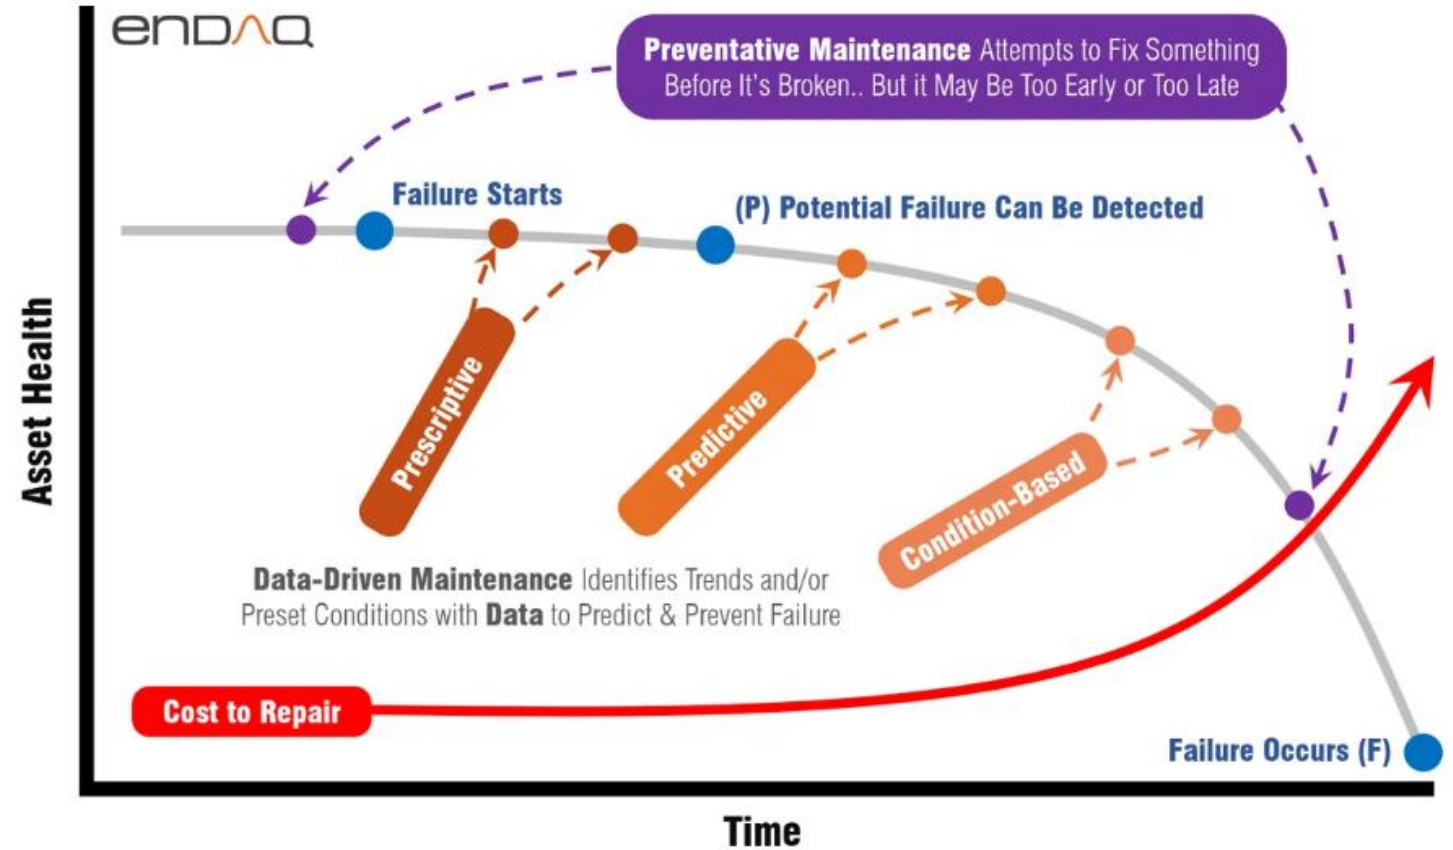 enDAQ
Preventative Maintenance Attempts to Fix Something
Before It's Broken.. But it May Be Too Early or Too Late
Failure Starts
(P) Potential Failure Can Be Detected
Asset Health
Prescriptive
Predictive
Condition-Based
Data-Driven Maintenance Identifies Trends and/or
Preset Conditions with Data to Predict & Prevent Failure
Cost to Repair
Failure Occurs (F)
Time